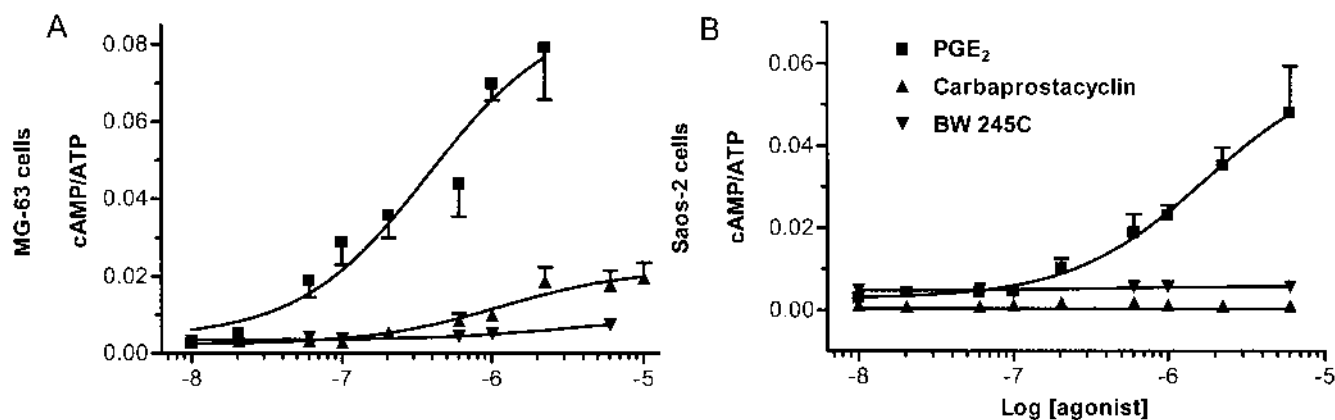 A
MG-63 cells
cAMP/ATP
0.08
0.06
0.04
0.02
0.00
-8
-7
-6
-5
B
Saos-2 cells
cAMP/ATP
0.06
0.04
0.02
0.00
PGE₂
Carbaprostacyclin
BW 245C
-8
-7
-6
-5
Log [agonist]